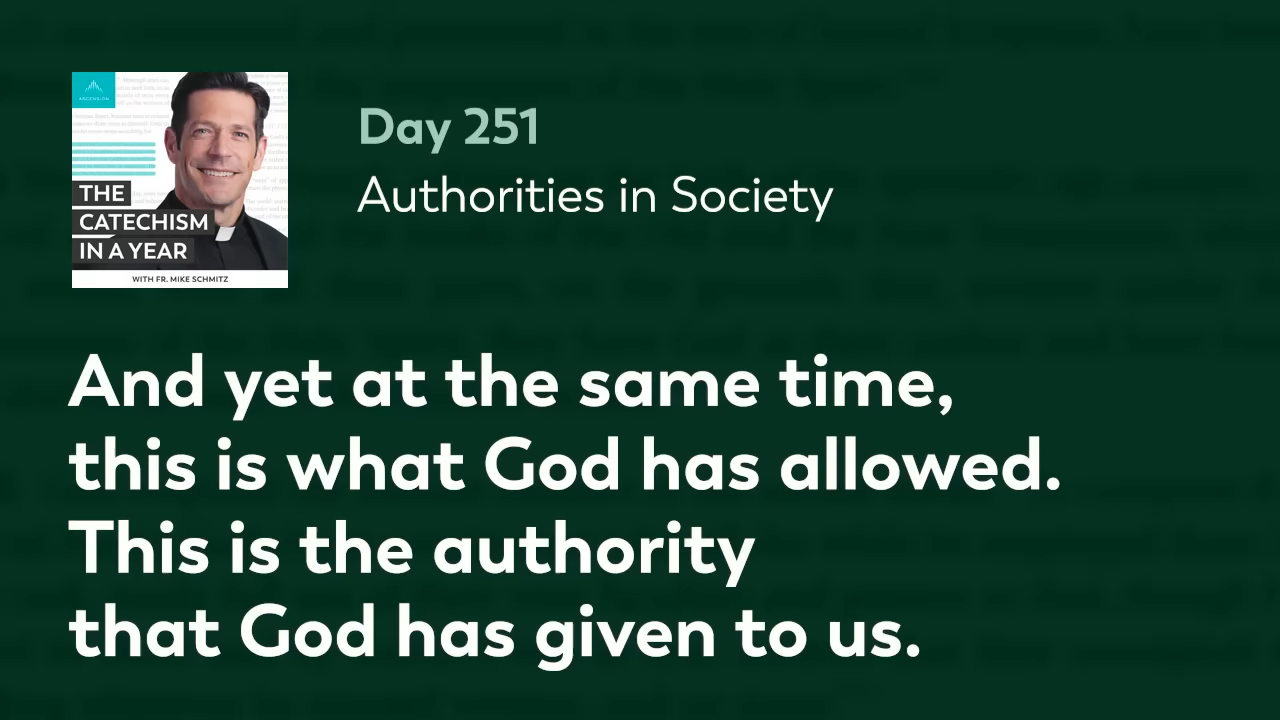 ASCENSION
THE
CATECHISM
IN A YEAR
WITH FR. MIKE SCHMITZ
Day 251
Authorities in Society
And yet at the same time,
this is what God has allowed.
This is the authority
that God has given to us.